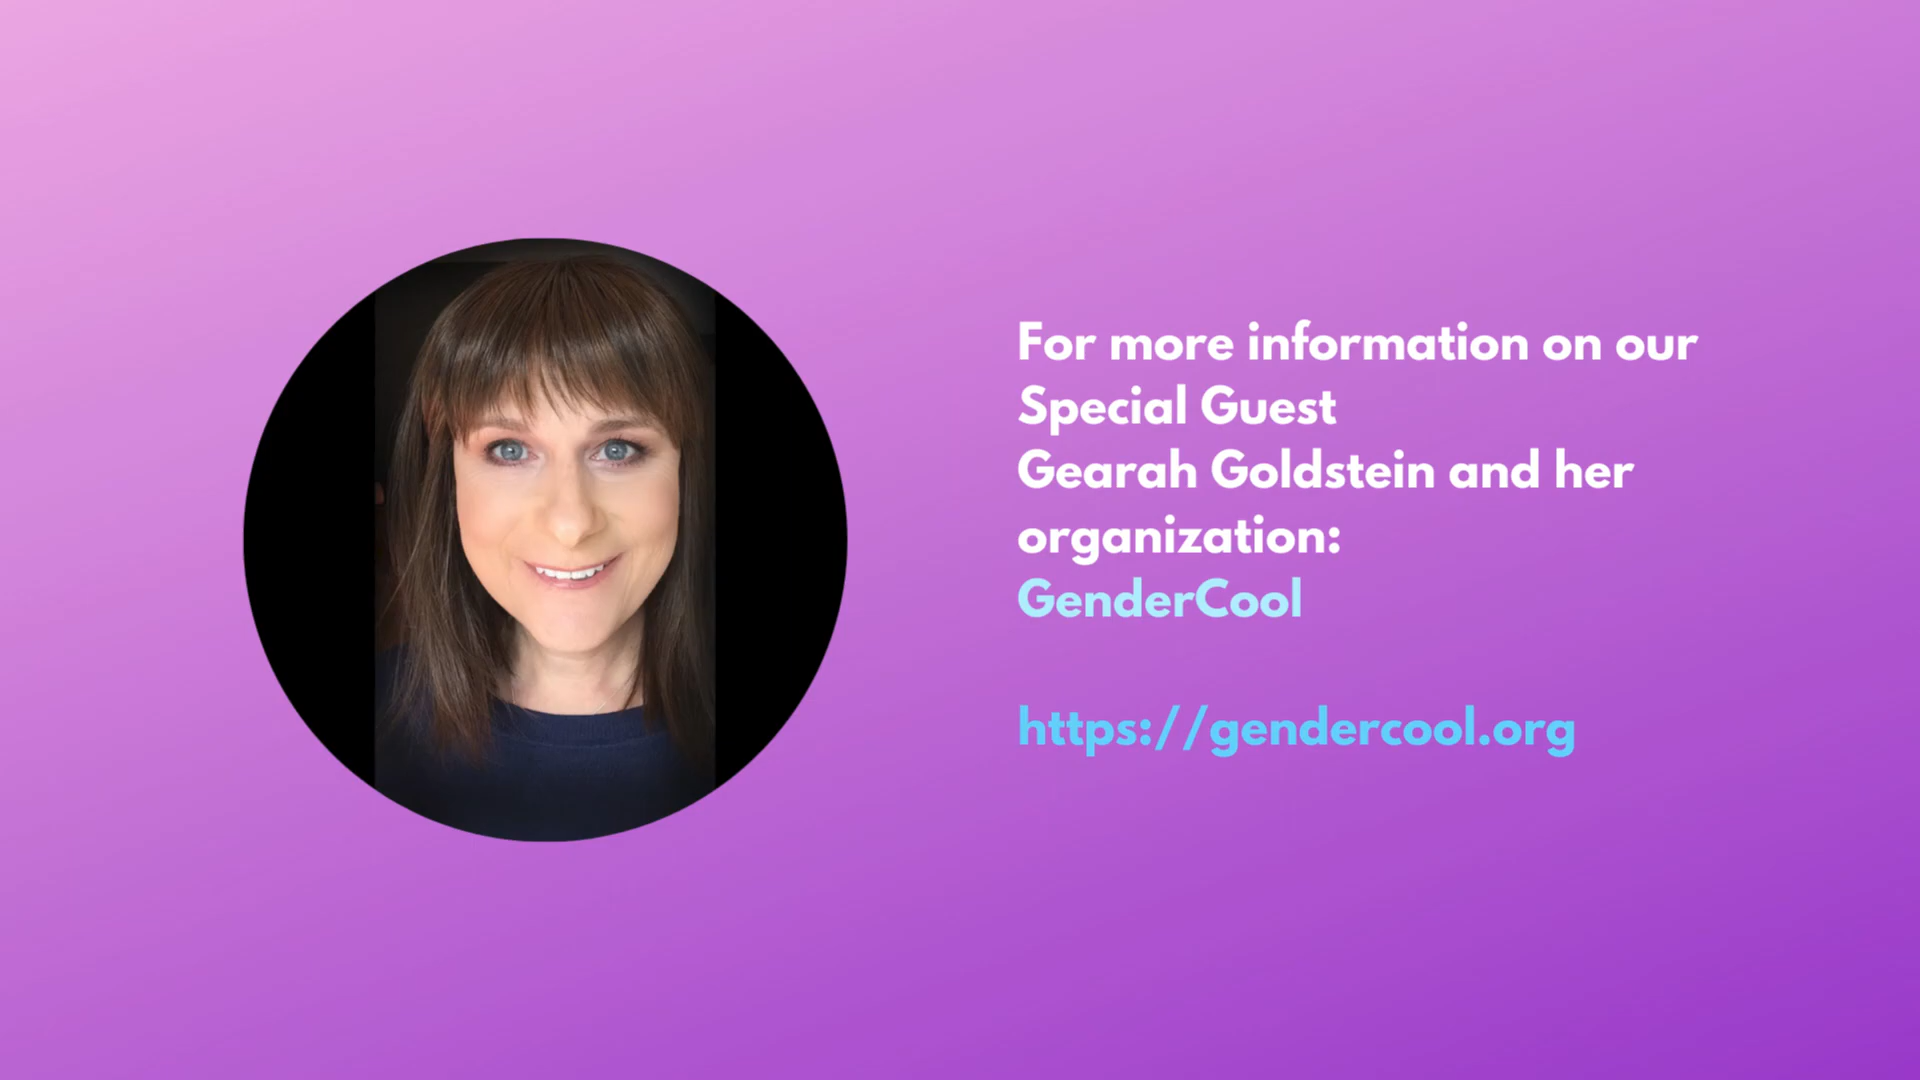 For more information on our
Special Guest
Gearah Goldstein and her
organization:
GenderCool
https://gendercool.org